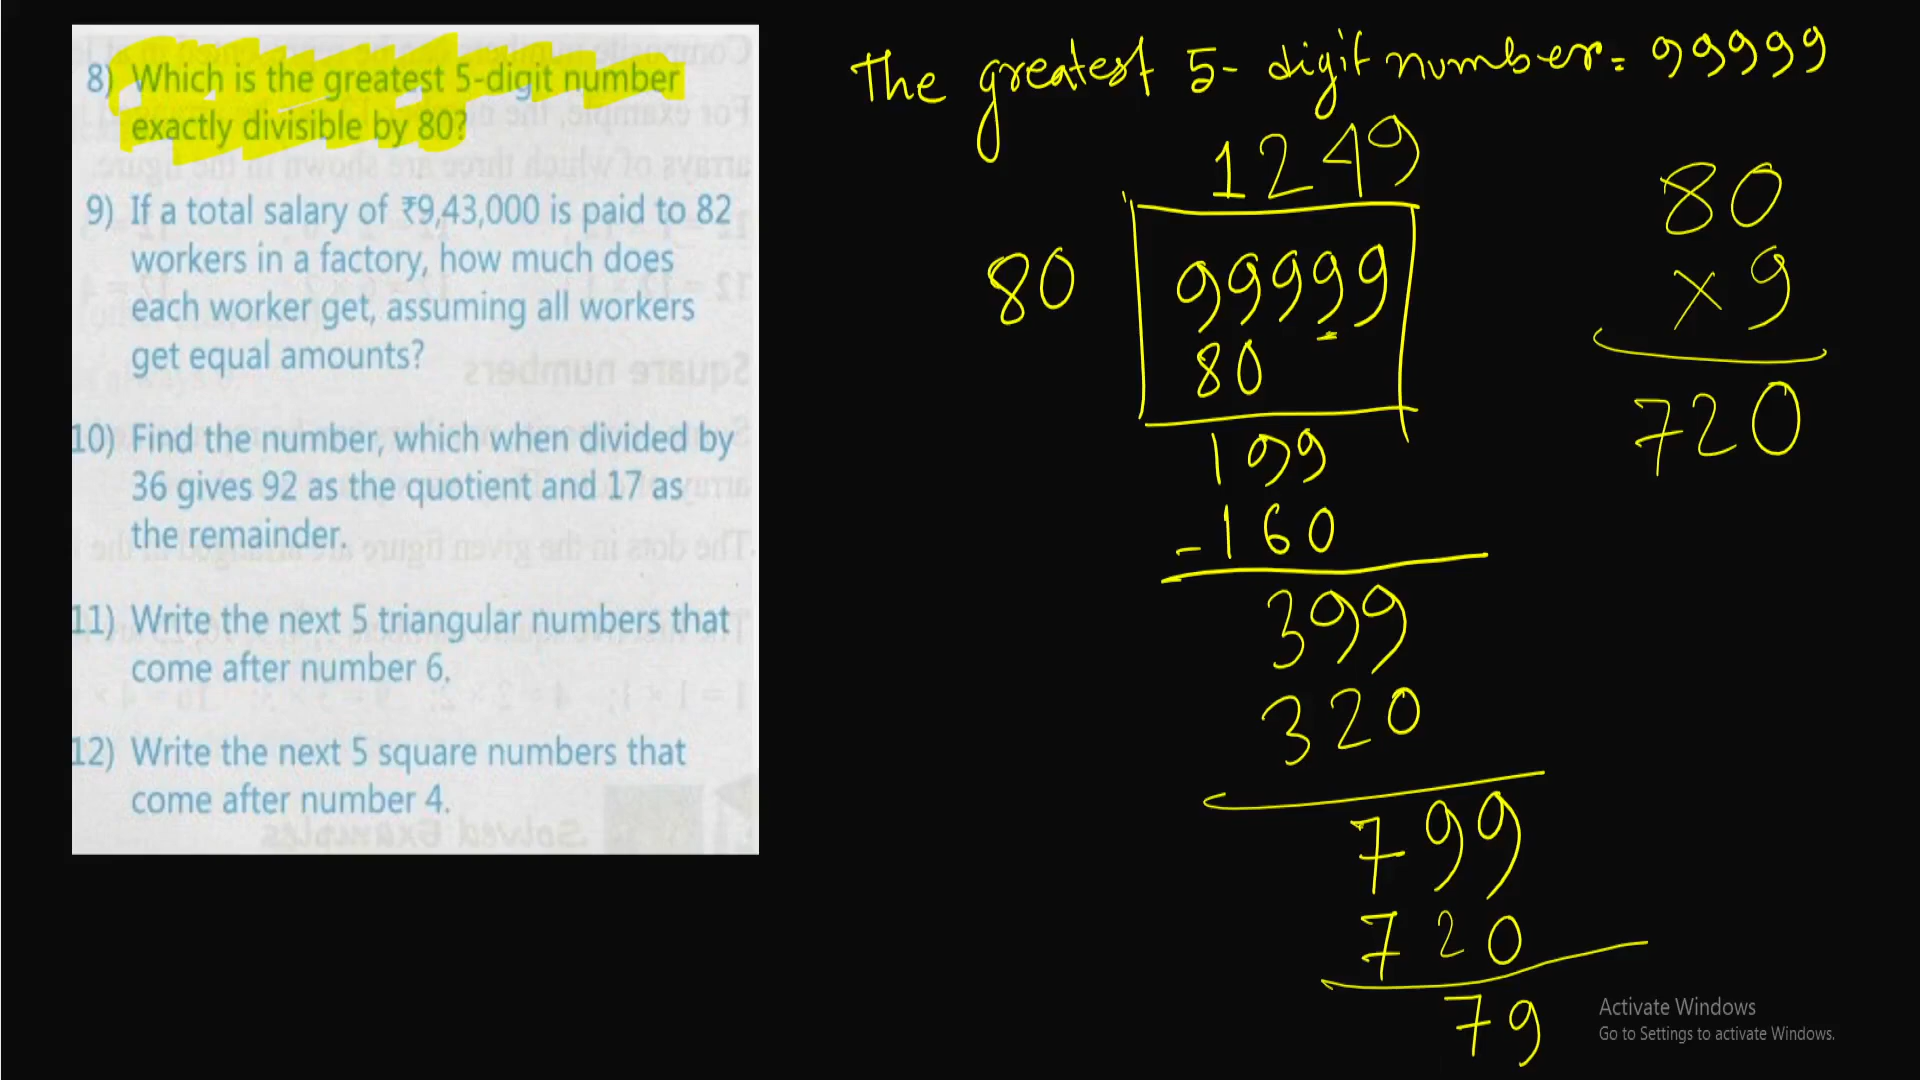 8) Which is the greatest 5-digit number
exactly divisible by 80?
9) If a total salary of ₹9,43,000 is paid to 82
workers in a factory, how much does
each worker get, assuming all workers
get equal amounts?
10) Find the number, which when divided by
36 gives 92 as the quotient and 17 as
the remainder.
11) Write the next 5 triangular numbers that
come after number 6.
12) Write the next 5 square numbers that
come after number 4.
The greatest 5-digit number = 99999
1249
80 99999
80
199
-160
399
320
799
720
79
80
× 9
720
Activate Windows
Go to Settings to activate Windows.